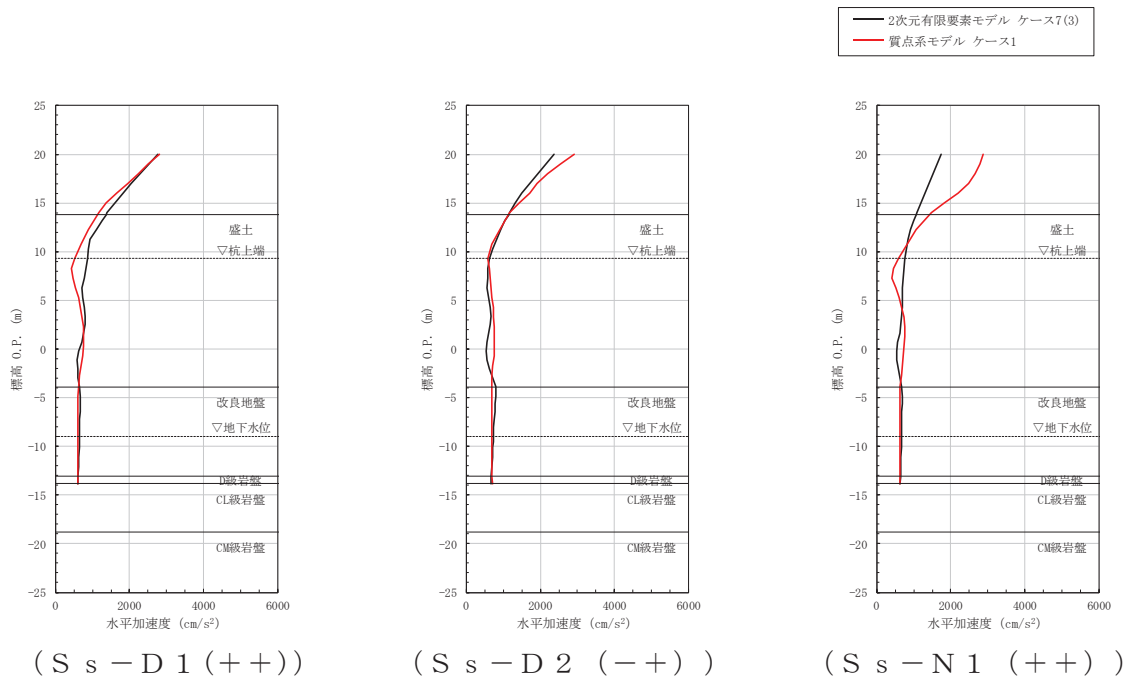 2次元有限要素モデル ケース7(3)
質点系モデル ケース1
標高 O.P. (m)
25
20
15
10
5
0
-5
-10
-15
-20
-25
盛土
▽杭上端
改良地盤
▽地下水位
D級岩盤
CL級岩盤
CM級岩盤
0 2000 4000 6000
水平加速度 (cm/s²)
(Ss-D1(++))
標高 O.P. (m)
25
20
15
10
5
0
-5
-10
-15
-20
-25
盛土
▽杭上端
改良地盤
▽地下水位
D級岩盤
CL級岩盤
CM級岩盤
0 2000 4000 6000
水平加速度 (cm/s²)
(Ss-D2 (-+))
標高 O.P. (m)
25
20
15
10
5
0
-5
-10
-15
-20
-25
盛土
▽杭上端
改良地盤
▽地下水位
D級岩盤
CL級岩盤
CM級岩盤
0 2000 4000 6000
水平加速度 (cm/s²)
(Ss-N1 (++))